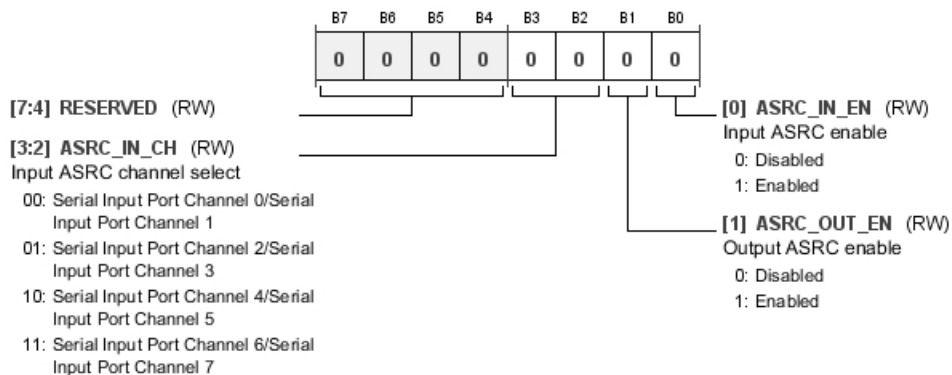 B7 B6 B5 B4 B3 B2 B1 B0
0 0 0 0 0 0 0 0
[7:4] RESERVED (RW)
[3:2] ASRC_IN_CH (RW)
Input ASRC channel select
00: Serial Input Port Channel 0/Serial
Input Port Channel 1
01: Serial Input Port Channel 2/Serial
Input Port Channel 3
10: Serial Input Port Channel 4/Serial
Input Port Channel 5
11: Serial Input Port Channel 6/Serial
Input Port Channel 7
[0] ASRC_IN_EN (RW)
Input ASRC enable
0: Disabled
1: Enabled
[1] ASRC_OUT_EN (RW)
Output ASRC enable
0: Disabled
1: Enabled